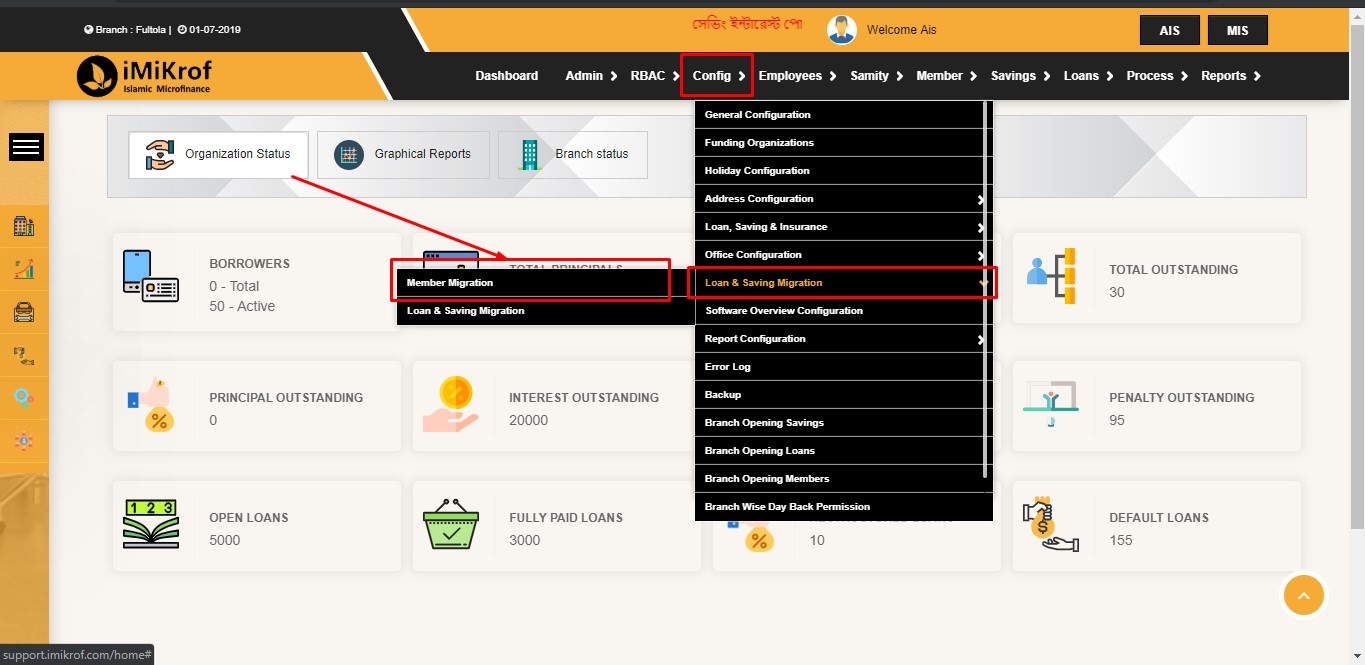 Branch : Fultola | 01-07-2019
সেভিং ইন্টারেস্ট পো
Welcome Ais
AIS
MIS
iMiKrof
Islamic Microfinance
Dashboard
Admin
RBAC
Config
Employees
Samity
Member
Savings
Loans
Process
Reports
Organization Status
Graphical Reports
Branch status
General Configuration
Funding Organizations
Holiday Configuration
Address Configuration
Loan, Saving & Insurance
Office Configuration
Loan & Saving Migration
Software Overview Configuration
Report Configuration
Error Log
Backup
Branch Opening Savings
Branch Opening Loans
Branch Opening Members
Branch Wise Day Back Permission
Member Migration
Loan & Saving Migration
BORROWERS
0 - Total
50 - Active
TOTAL PRINCIPALS
TOTAL OUTSTANDING
30
PRINCIPAL OUTSTANDING
0
INTEREST OUTSTANDING
20000
PENALTY OUTSTANDING
95
1 2 3
OPEN LOANS
5000
FULLY PAID LOANS
3000
10
DEFAULT LOANS
155
support.imikrof.com/home#